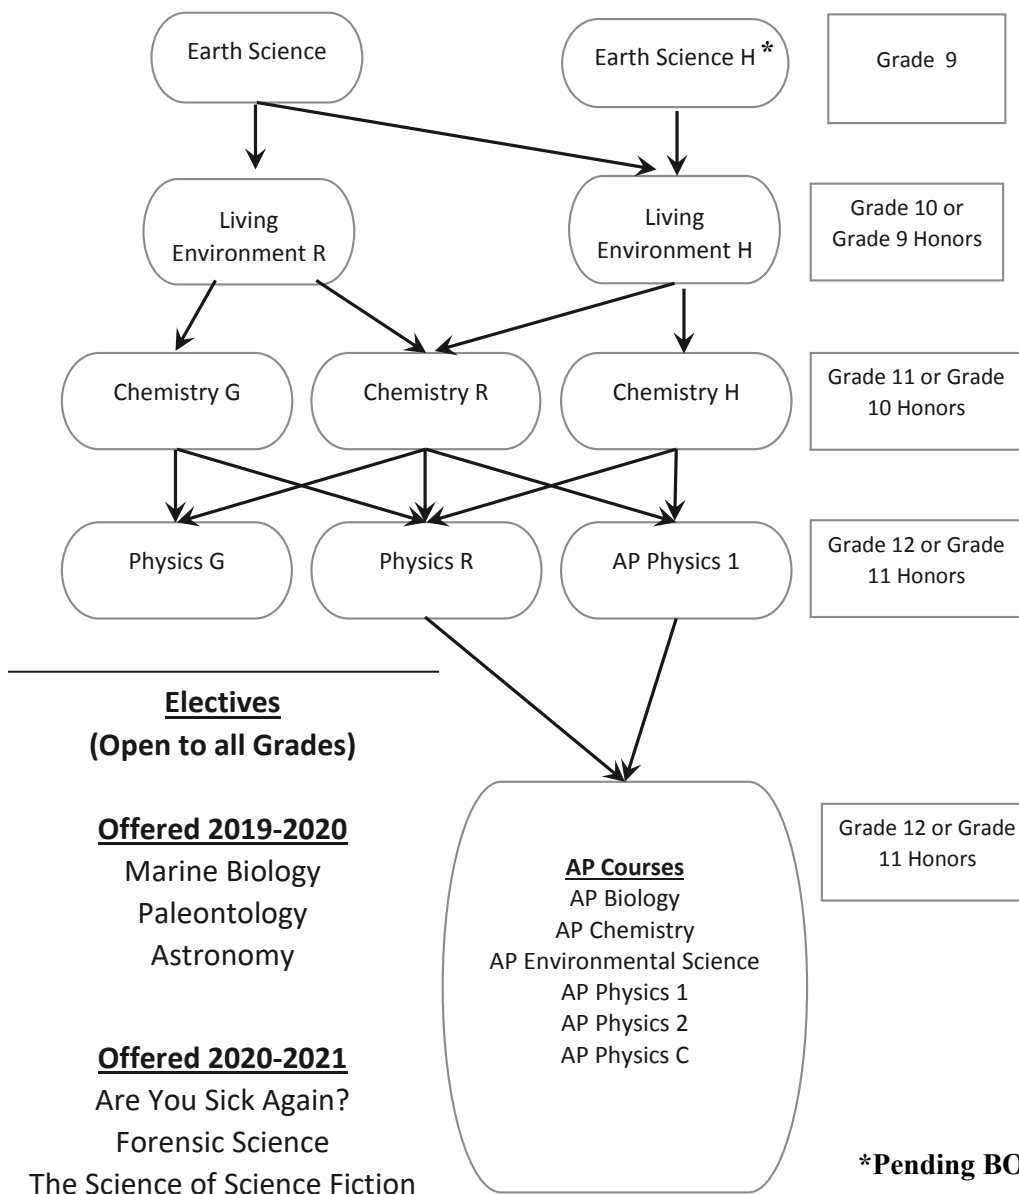 Earth Science
Earth Science H *
Grade 9
Living
Environment R
Living
Environment H
Grade 10 or
Grade 9 Honors
Chemistry G
Chemistry R
Chemistry H
Grade 11 or Grade
10 Honors
Physics G
Physics R
AP Physics 1
Grade 12 or Grade
11 Honors
Electives
(Open to all Grades)
Offered 2019-2020
Marine Biology
Paleontology
Astronomy
Offered 2020-2021
Are You Sick Again?
Forensic Science
The Science of Science Fiction
AP Courses
AP Biology
AP Chemistry
AP Environmental Science
AP Physics 1
AP Physics 2
AP Physics C
Grade 12 or Grade
11 Honors
*Pending BO